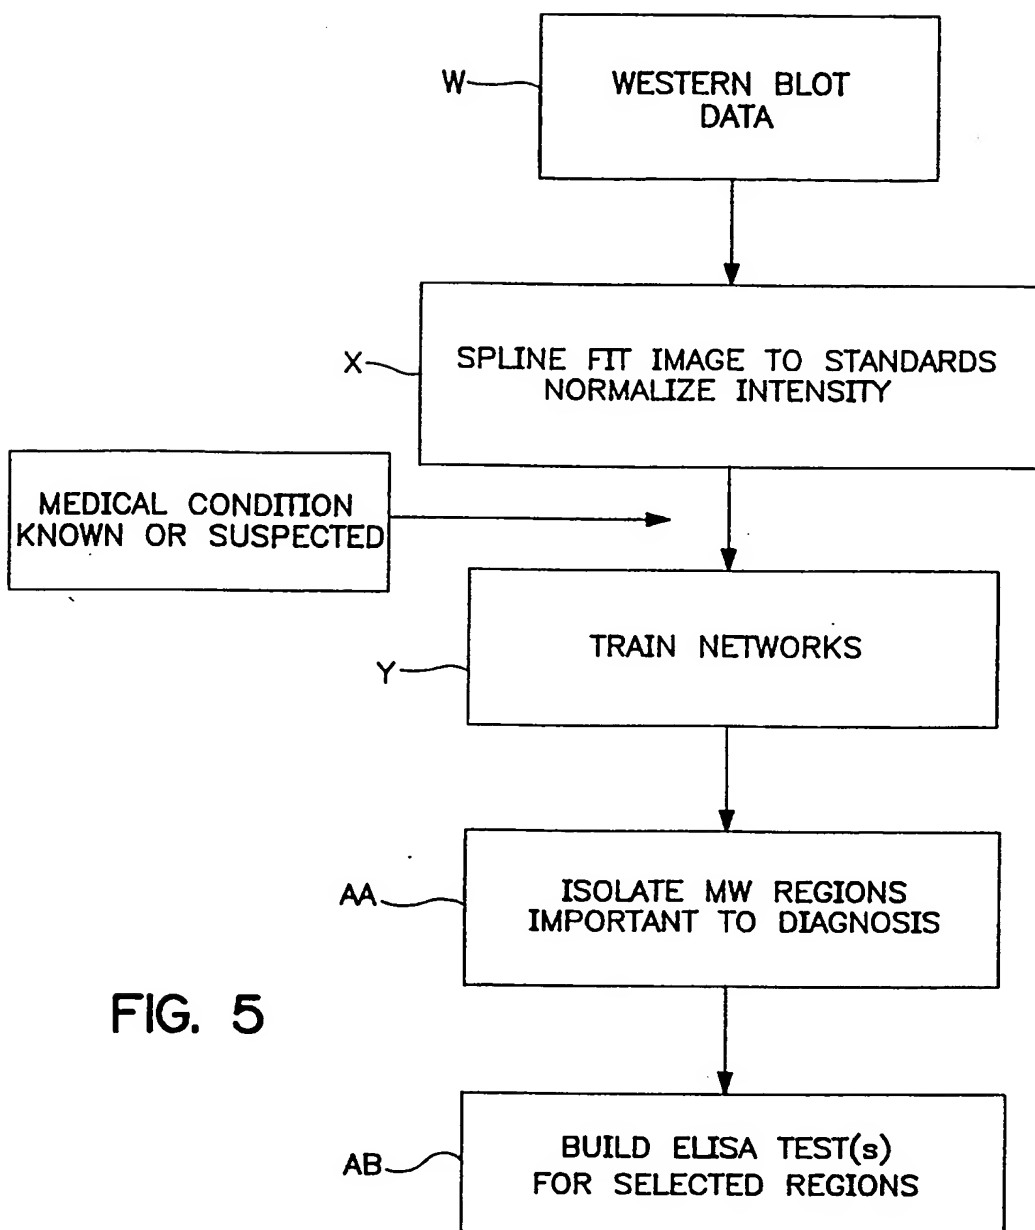 W
WESTERN BLOT
DATA
X
SPLINE FIT IMAGE TO STANDARDS
NORMALIZE INTENSITY
MEDICAL CONDITION
KNOWN OR SUSPECTED
Y
TRAIN NETWORKS
AA
ISOLATE MW REGIONS
IMPORTANT TO DIAGNOSIS
FIG. 5
AB
BUILD ELISA TEST(s)
FOR SELECTED REGIONS